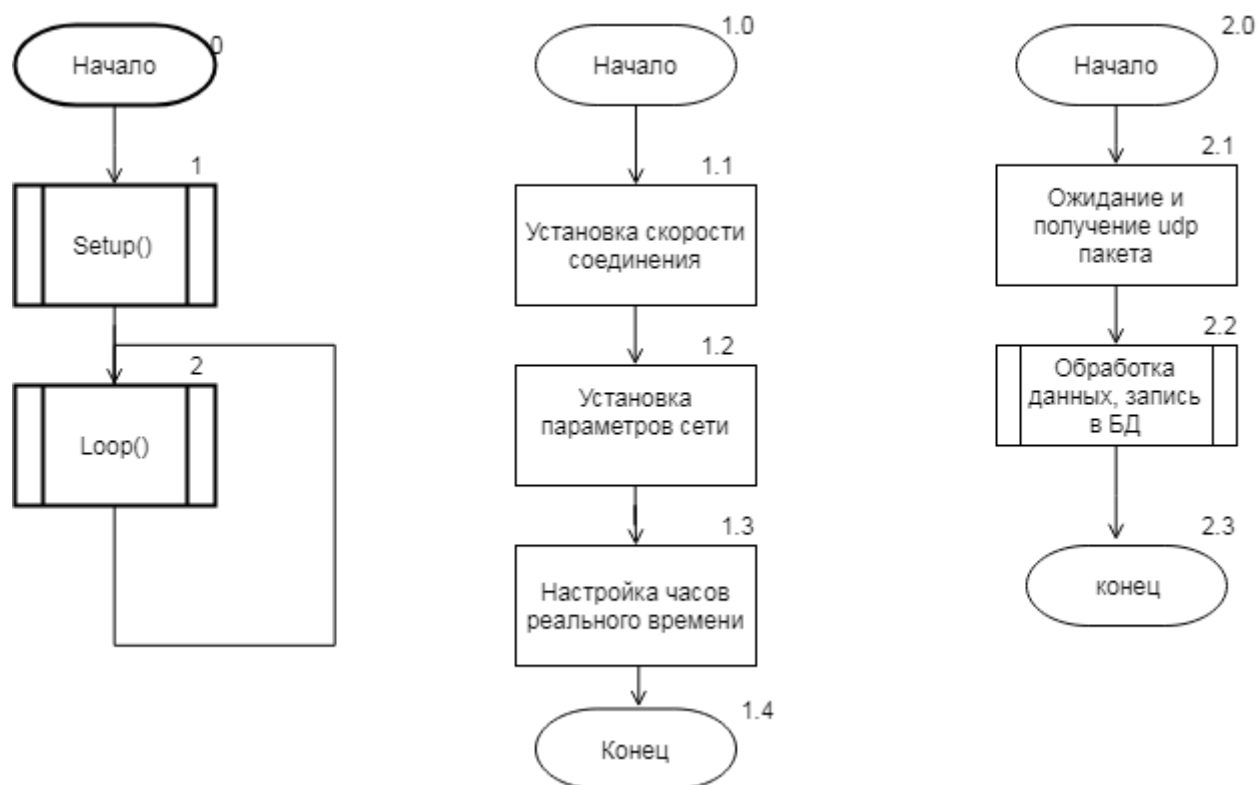 0
Начало
1
Setup()
2
Loop()
1.0
Начало
1.1
Установка скорости
соединения
1.2
Установка
параметров сети
1.3
Настройка часов
реального времени
1.4
Конец
2.0
Начало
2.1
Ожидание и
получение udp
пакета
2.2
Обработка
данных, запись
в БД
2.3
конец